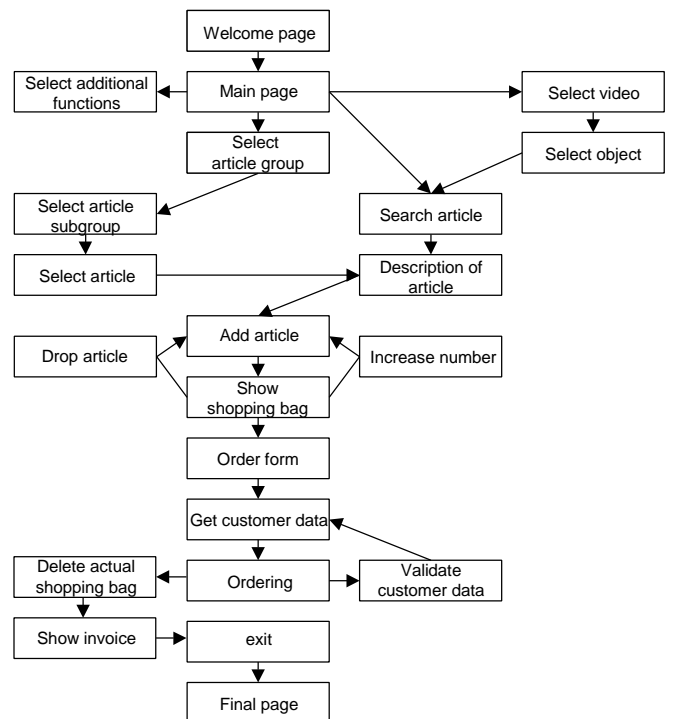 Welcome page
Select additional
functions
Main page
Select video
Select
article group
Select object
Select article
subgroup
Search article
Select article
Description of
article
Add article
Drop article
Increase number
Show
shopping bag
Order form
Get customer data
Delete actual
shopping bag
Ordering
Validate
customer data
Show invoice
exit
Final page